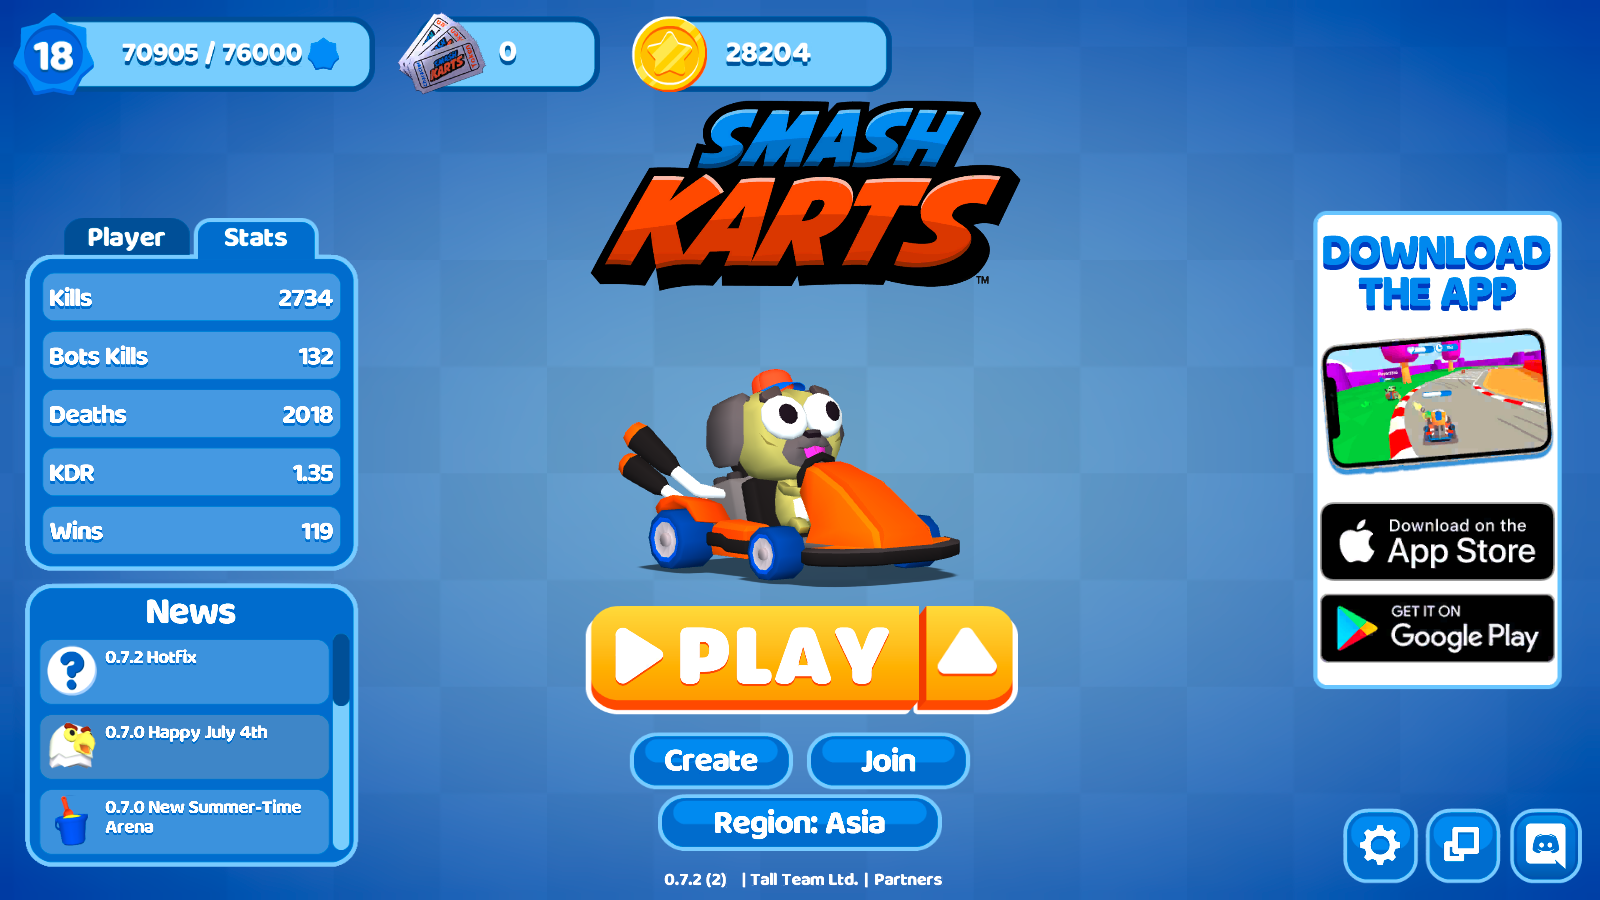 18
70905 / 76000
SMASH
KARTS
0
28204
SMASH
KARTS
TM
Player
Stats
Kills 2734
Bots Kills 132
Deaths 2018
KDR 1.35
Wins 119
News
0.7.2 Hotfix
0.7.0 Happy July 4th
0.7.0 New Summer-Time
Arena
PLAY
Create
Join
Region: Asia
0.7.2 (2) | Tall Team Ltd. | Partners
DOWNLOAD
THE APP
Download on the
App Store
GET IT ON
Google Play